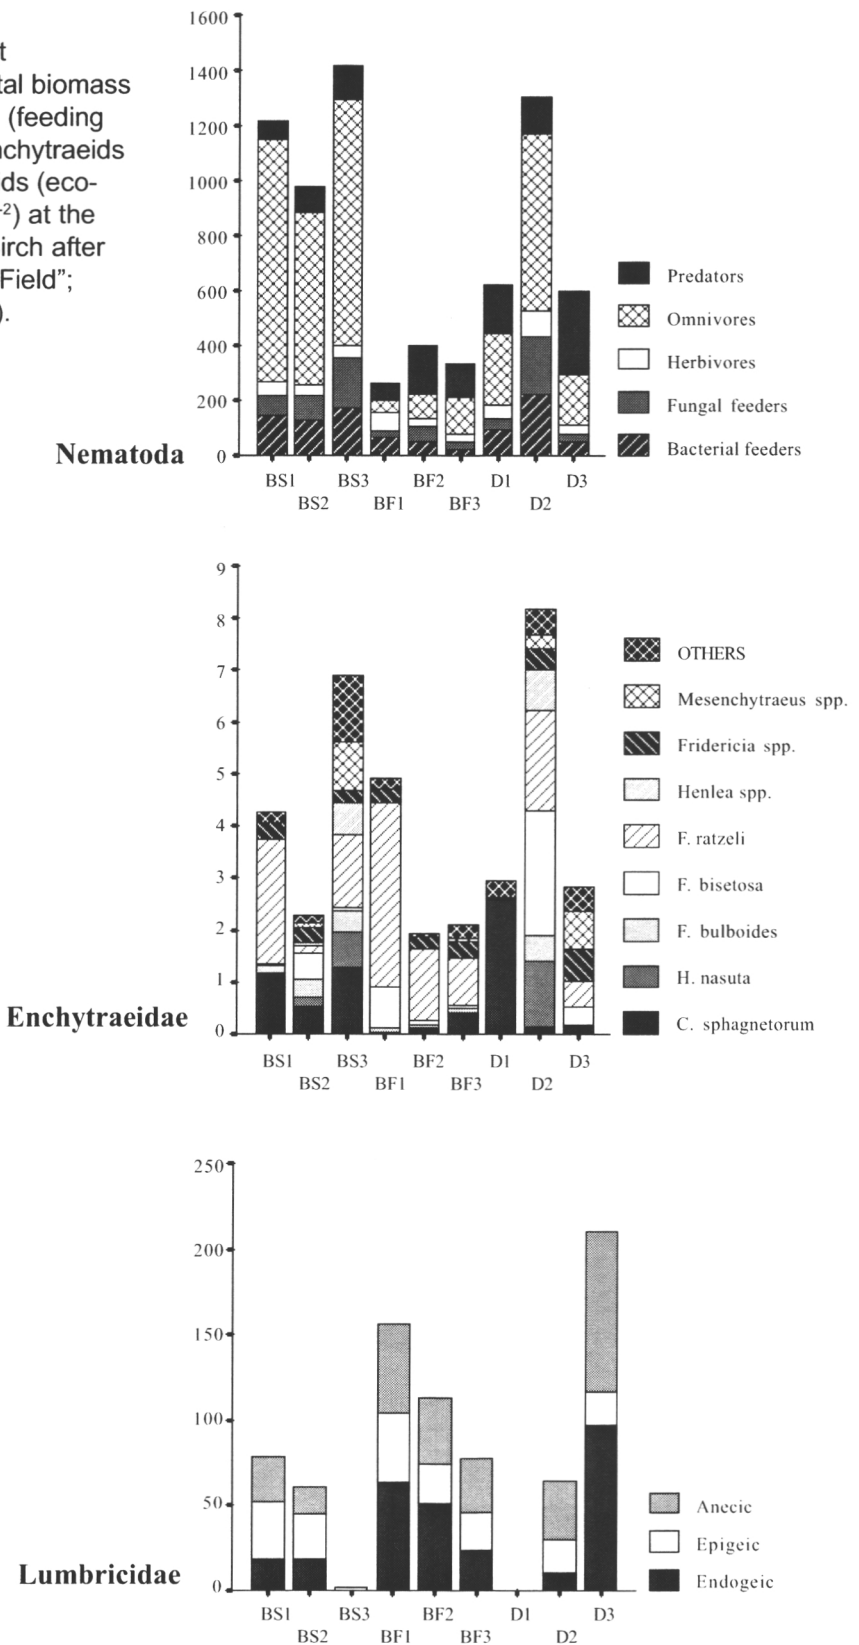 t
tal biomass
(feeding
nchytraeids
ds (eco-
-2) at the
irch after
Field”;
).
1600
1400
1200
1000
800
600
400
200
0
Nematoda
BS1 BS3 BF2 D1 D3
BS2 BF1 BF3 D2
Predators
Omnivores
Herbivores
Fungal feeders
Bacterial feeders
9
8
7
6
5
4
3
2
1
0
Enchytraeidae
BS1 BS3 BF2 D1 D3
BS2 BF1 BF3 D2
OTHERS
Mesenchytraeus spp.
Fridericia spp.
Henlea spp.
F. ratzeli
F. bisetosa
F. bulboides
H. nasuta
C. sphagnetorum
250
200
150
100
50
0
Lumbricidae
BS1 BS3 BF2 D1 D3
BS2 BF1 BF3 D2
Anecic
Epigeic
Endogeic